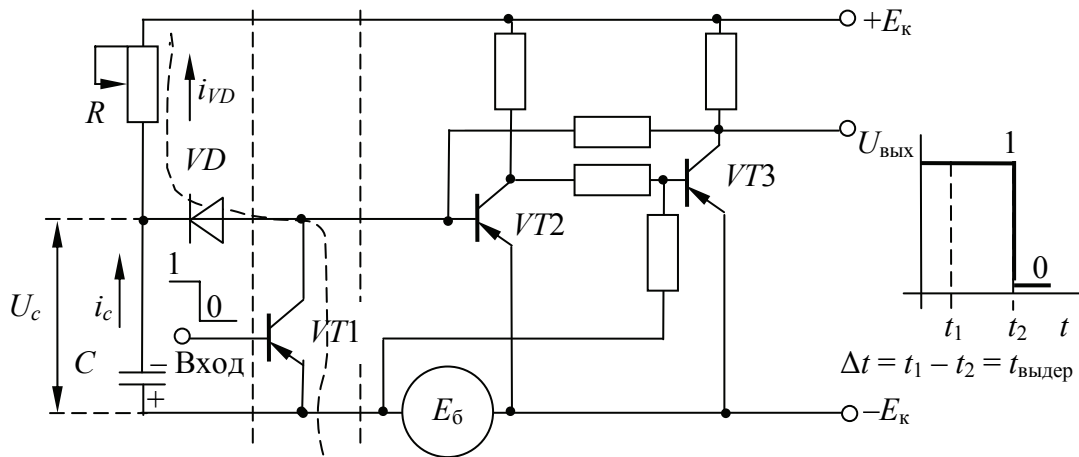 +Eк
R
iVD
VD
Uвых
1
VT3
VT2
1
0
Uc
ic
0
VT1
t1
t2
t
C
−
Вход
+
Eб
Δt = t1 – t2 = tвыдер
–Eк